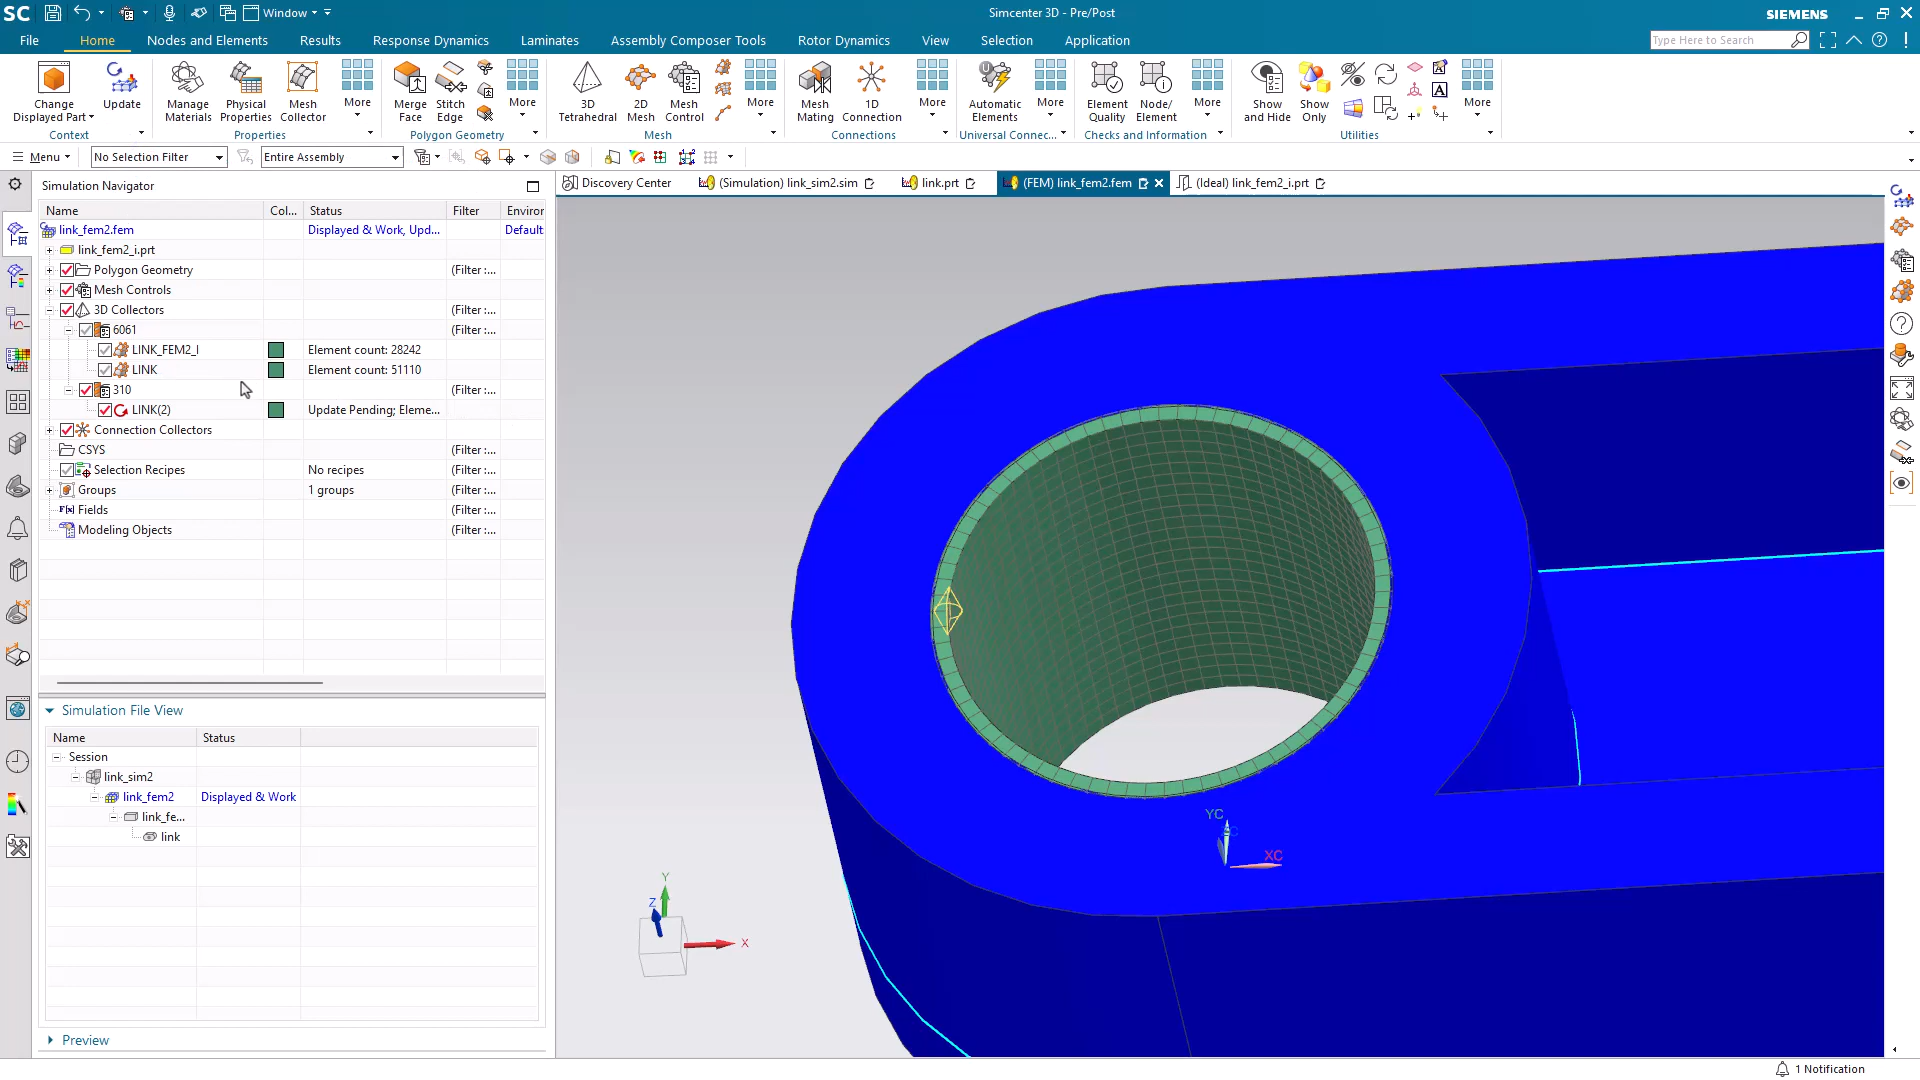 SC Window Simcenter 3D - Pre/Post SIEMENS
File Home Nodes and Elements Results Response Dynamics Laminates Assembly Composer Tools Rotor Dynamics View Selection Application Type Here to Search
Change Displayed Part Update Manage Materials Physical Properties Mesh Collector More Merge Face Stitch Edge More 3D Tetrahedral 2D Mesh Mesh Control More Mesh Mating 1D Connection More Automatic Elements More Element Quality Node/ Element More Show and Hide Show Only More
Context Properties Polygon Geometry Mesh Connections Universal Connec... Checks and Information Utilities
Menu No Selection Filter Entire Assembly
Simulation Navigator
Discovery Center (Simulation) link_sim2.sim link.prt (FEM) link_fem2.fem (Ideal) link_fem2_i.prt
Name Col... Status Filter Environ
link_fem2.fem Displayed & Work, Upd... Default
link_fem2_i.prt
Polygon Geometry (Filter :...
Mesh Controls
3D Collectors (Filter :...
6061 (Filter :...
LINK_FEM2_I Element count: 28242
LINK Element count: 51110
310 (Filter :...
LINK(2) Update Pending; Eleme...
Connection Collectors (Filter :...
CSYS (Filter :...
Selection Recipes No recipes (Filter :...
Groups 1 groups (Filter :...
Fields (Filter :...
Modeling Objects (Filter :...
Simulation File View
Name Status
Session
link_sim2
link_fem2 Displayed & Work
link_fe...
link
Preview
YC
XC
Y
Z
X
1 Notification